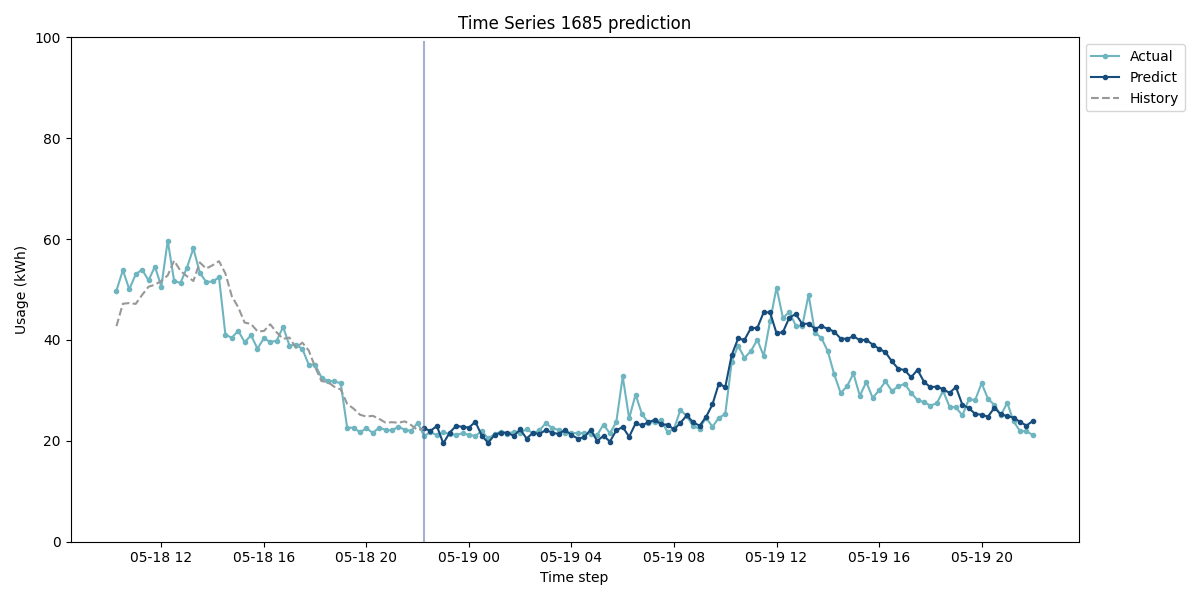 Time Series 1685 prediction
100
80
60
40
20
0
Usage (kWh)
05-18 12
05-18 16
05-18 20
05-19 00
05-19 04
05-19 08
05-19 12
05-19 16
05-19 20
Time step
Actual
Predict
History